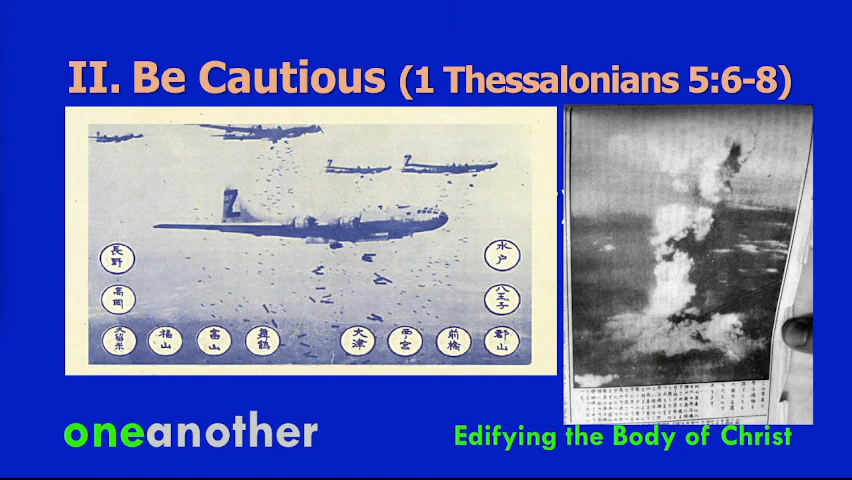 II. Be Cautious (1 Thessalonians 5:6-8)
長野
水戸
高岡
八王子
久留米
福山
富山
舞鶴
大津
西宮
前橋
郡山
oneanother
Edifying the Body of Christ